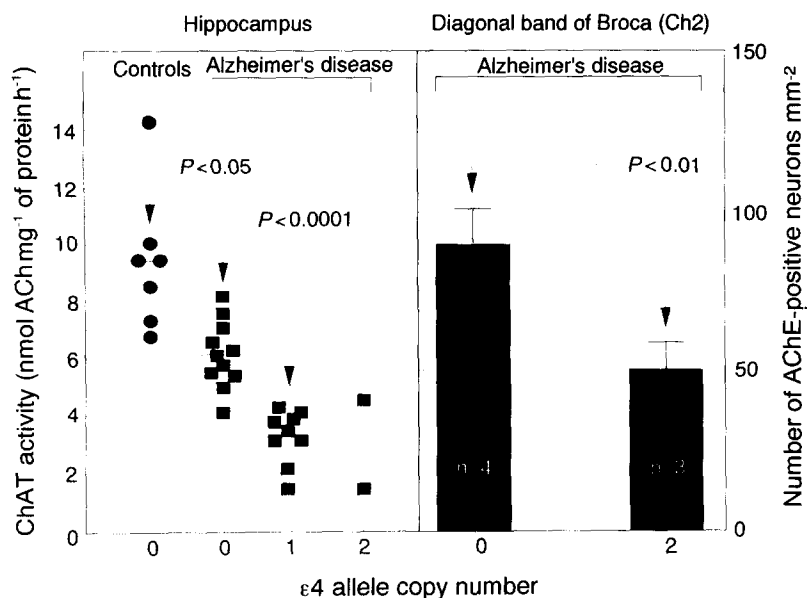 Hippocampus
Diagonal band of Broca (Ch2)
Controls
Alzheimer's disease
Alzheimer's disease
ChAT activity (nmol ACh mg⁻¹ of protein h⁻¹)
14
12
10
8
6
4
2
0
P<0.05
P<0.0001
P<0.01
150
100
50
0
Number of AChE-positive neurons mm⁻²
n 4
n 3
0
0
1
2
0
2
ε4 allele copy number